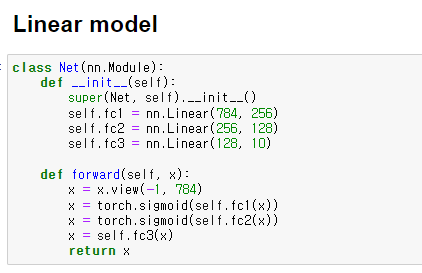 Linear model
class Net(nn.Module):
    def __init__(self):
        super(Net, self).__init__()
        self.fc1 = nn.Linear(784, 256)
        self.fc2 = nn.Linear(256, 128)
        self.fc3 = nn.Linear(128, 10)

    def forward(self, x):
        x = x.view(-1, 784)
        x = torch.sigmoid(self.fc1(x))
        x = torch.sigmoid(self.fc2(x))
        x = self.fc3(x)
        return x